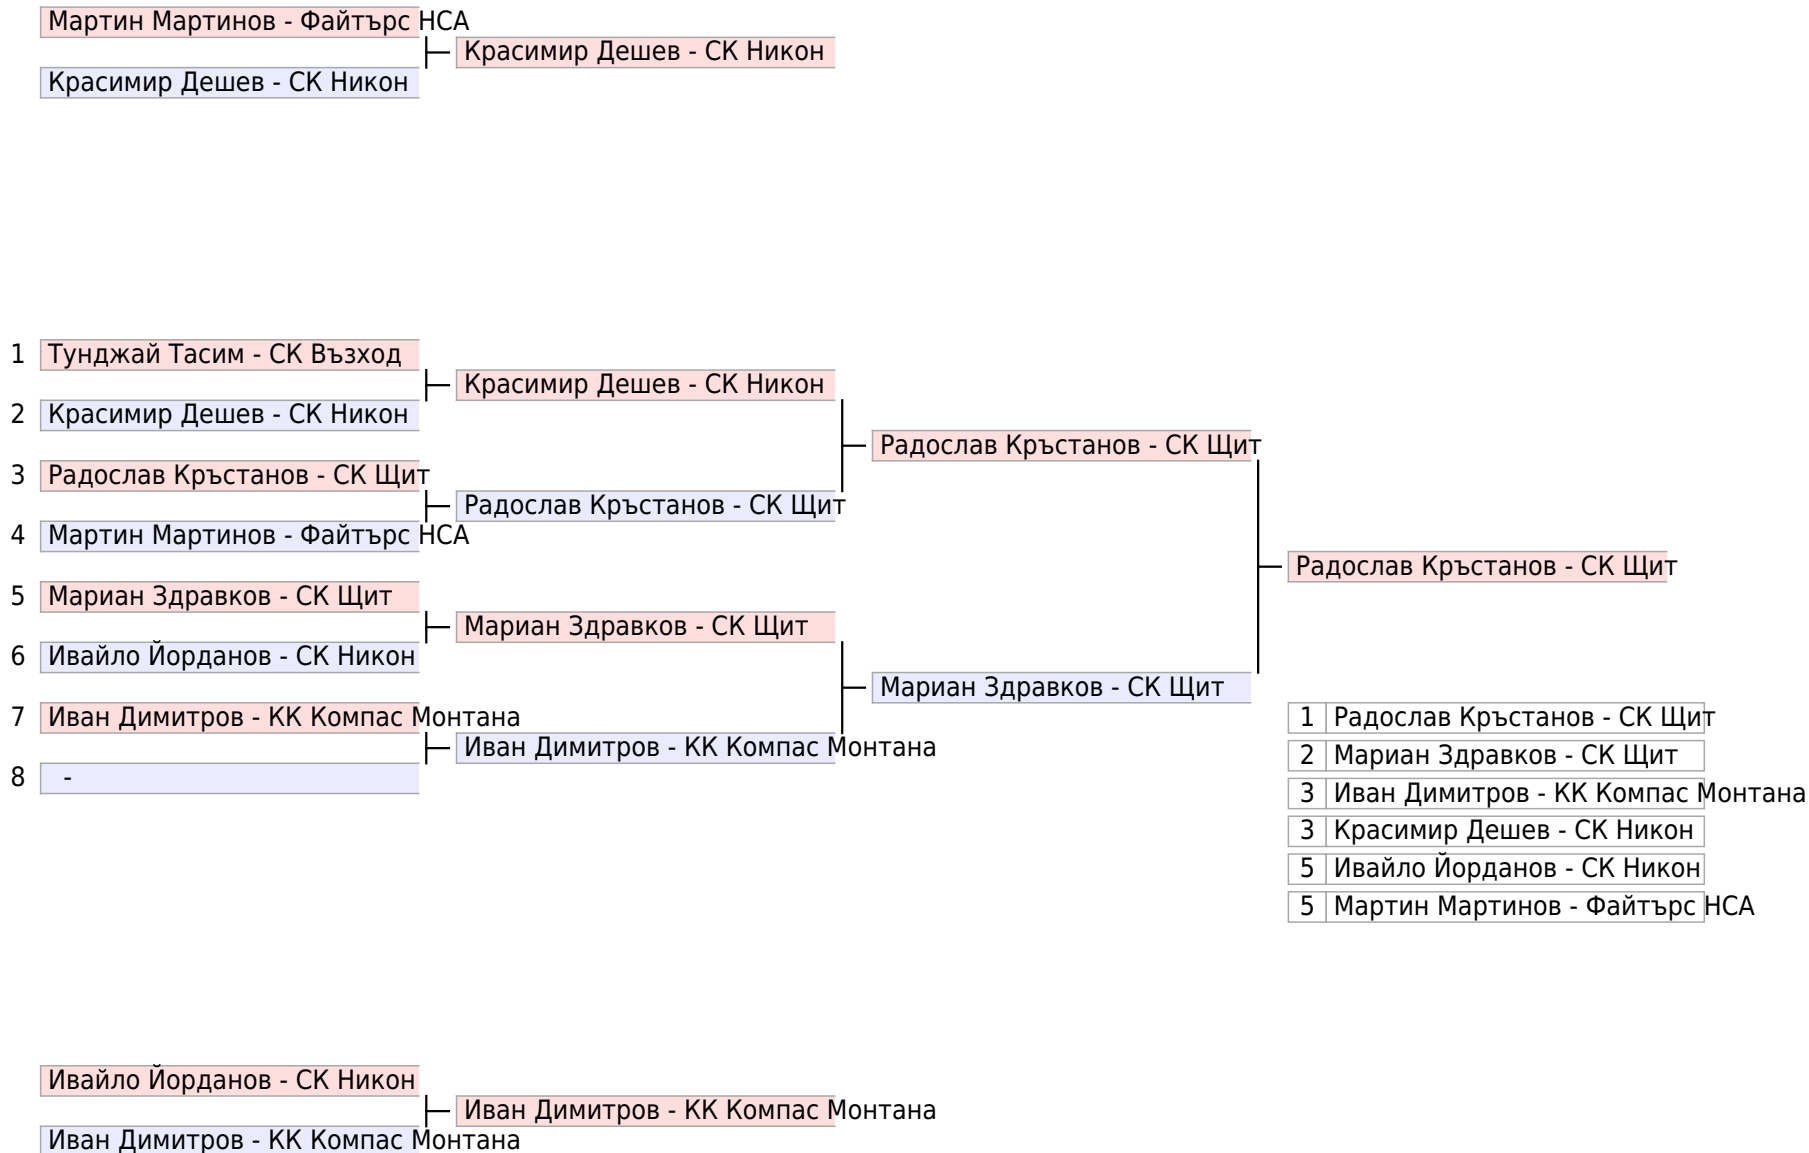 Мартин Мартинов - Файтърс НСА
Красимир Дешев - СК Никон
Красимир Дешев - СК Никон
1 Тунджай Тасим - СК Възход
Красимир Дешев - СК Никон
2 Красимир Дешев - СК Никон
Радослав Кръстанов - СК Щит
3 Радослав Кръстанов - СК Щит
Радослав Кръстанов - СК Щит
4 Мартин Мартинов - Файтърс НСА
Радослав Кръстанов - СК Щит
5 Мариан Здравков - СК Щит
Мариан Здравков - СК Щит
6 Ивайло Йорданов - СК Никон
Мариан Здравков - СК Щит
7 Иван Димитров - КК Компас Монтана
Иван Димитров - КК Компас Монтана
8 -
1 Радослав Кръстанов - СК Щит
2 Мариан Здравков - СК Щит
3 Иван Димитров - КК Компас Монтана
3 Красимир Дешев - СК Никон
5 Ивайло Йорданов - СК Никон
5 Мартин Мартинов - Файтърс НСА
Ивайло Йорданов - СК Никон
Иван Димитров - КК Компас Монтана
Иван Димитров - КК Компас Монтана